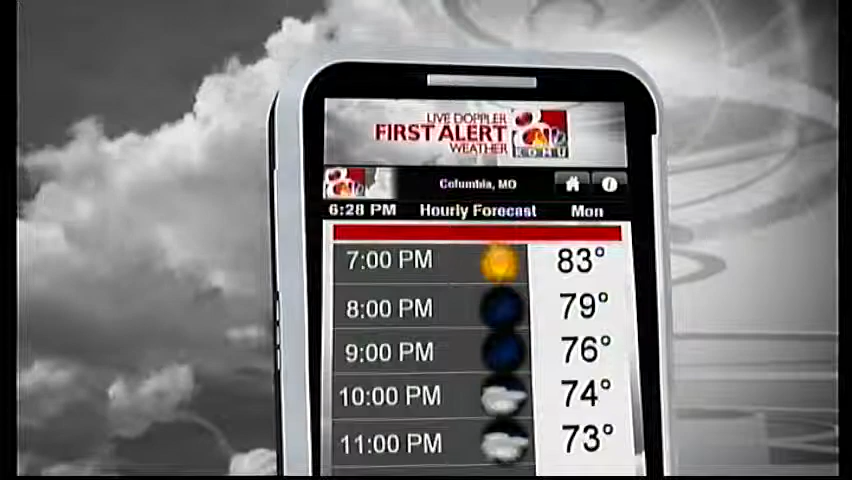 LIVE DOPPLER
FIRST ALERT
WEATHER
KOMU
Columbia, MO
6:28 PM Hourly Forecast Mon
7:00 PM 83°
8:00 PM 79°
9:00 PM 76°
10:00 PM 74°
11:00 PM 73°